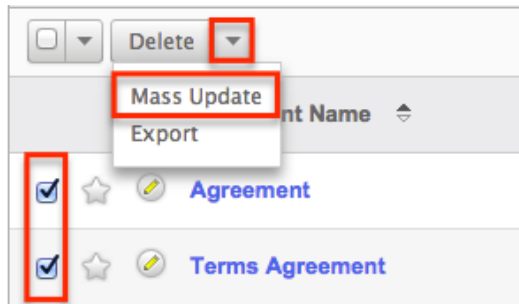 Delete
Mass Update
nt Name
Export
Agreement
Terms Agreement